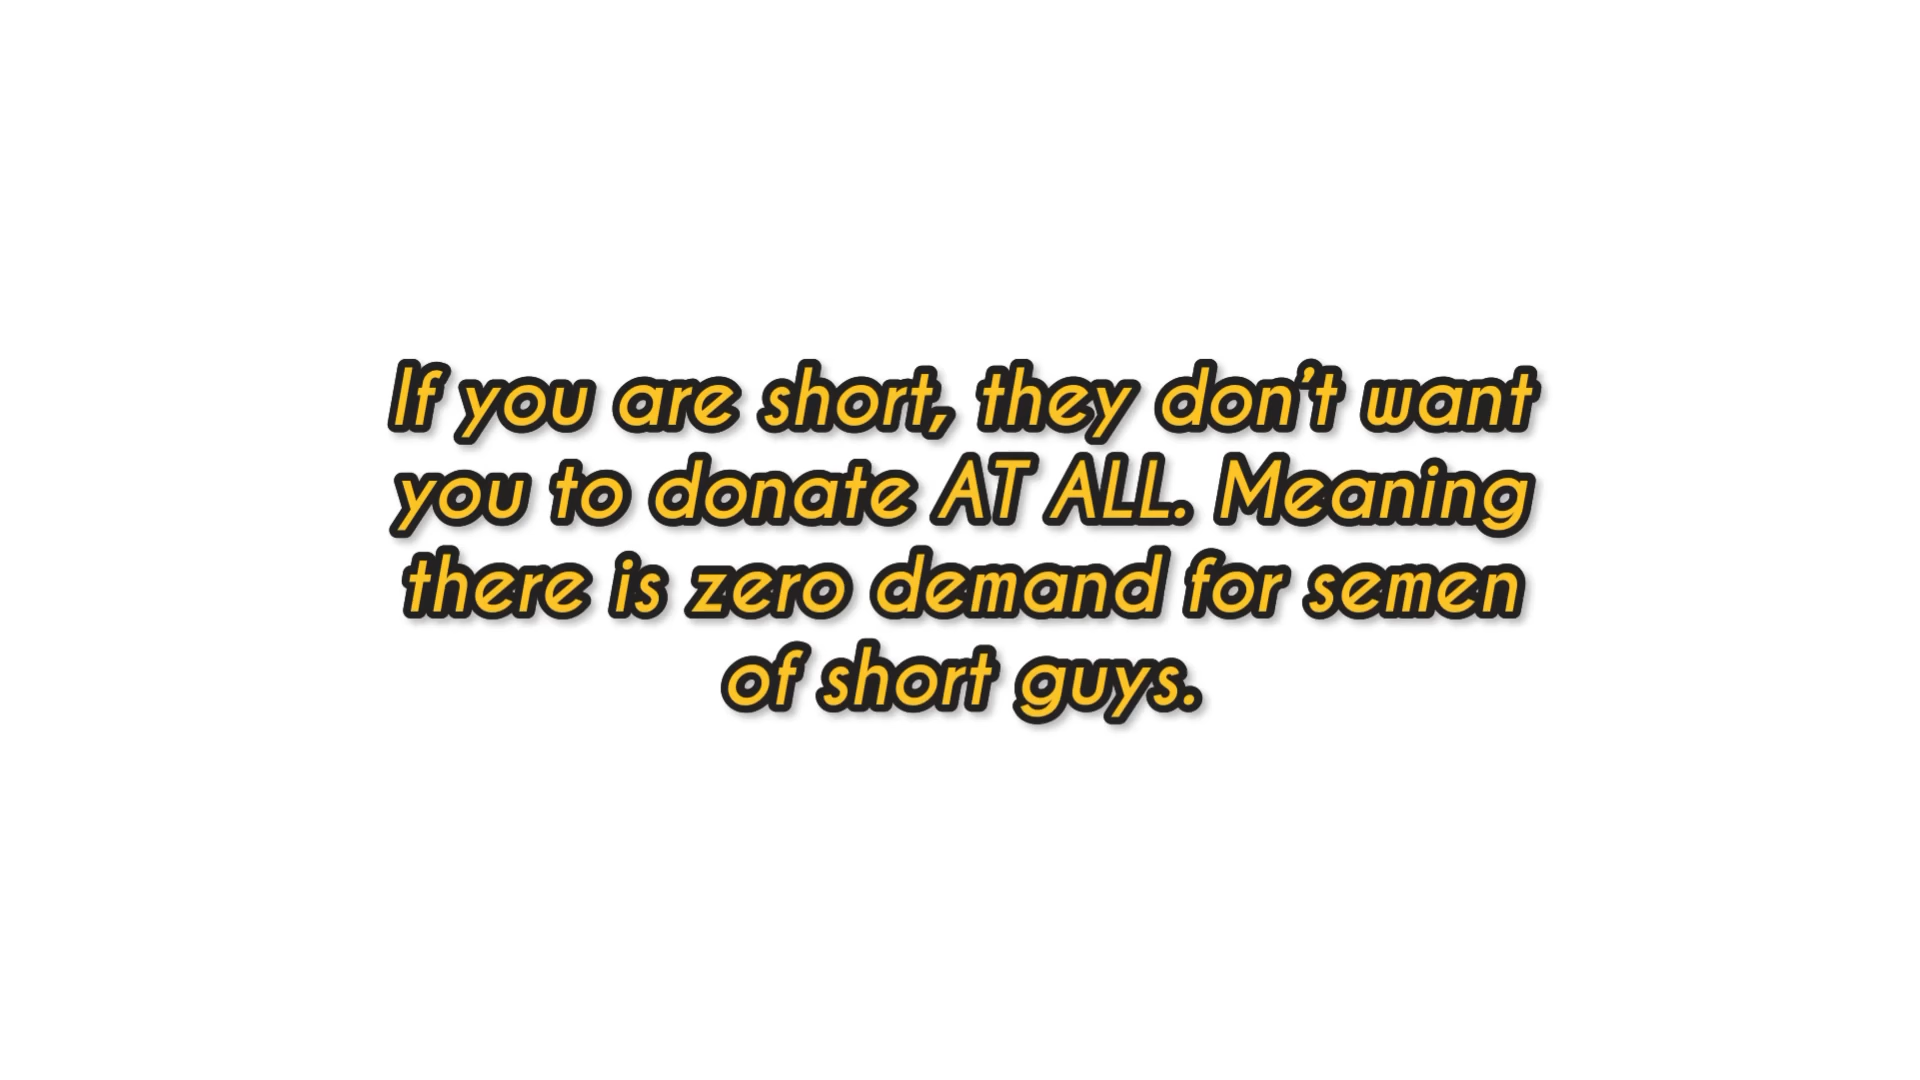 If you are short, they don’t want
you to donate AT ALL. Meaning
there is zero demand for semen
of short guys.